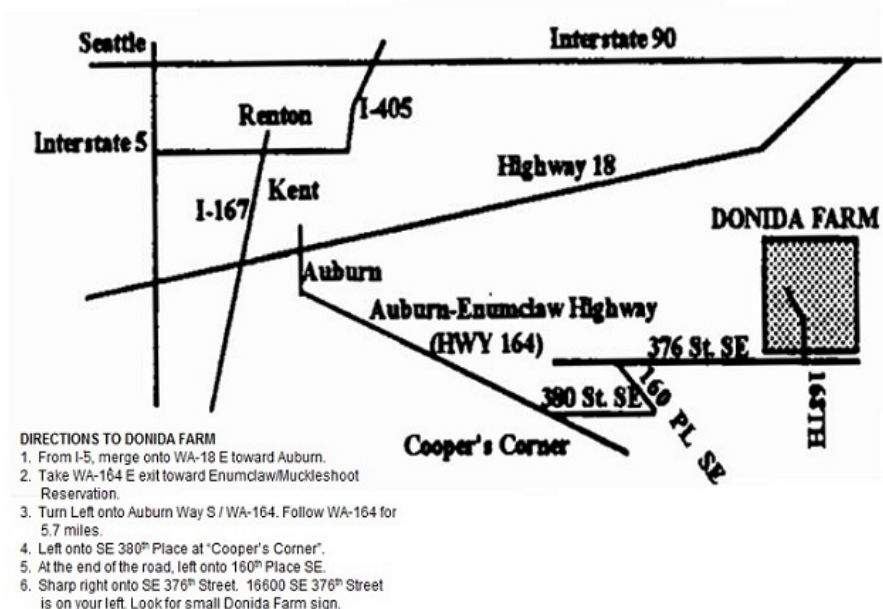 Seattle
Interstate 90
I-405
Renton
Interstate 5
Highway 18
Kent
I-167
DONIDA FARM
Auburn
Auburn-Enumclaw Highway
(HWY 164)
376 St. SE
380 St. SE
160 PL SE
168TH
Cooper's Corner
DIRECTIONS TO DONIDA FARM
1. From I-5, merge onto WA-18 E toward Auburn.
2. Take WA-164 E exit toward Enumclaw/Muckleshoot
Reservation.
3. Turn Left onto Auburn Way S / WA-164. Follow WA-164 for
5.7 miles.
4. Left onto SE 380th Place at “Cooper's Corner”.
5. At the end of the road, left onto 160th Place SE.
6. Sharp right onto SE 376th Street. 16600 SE 376th Street
is on your left. Look for small Donida Farm sign.